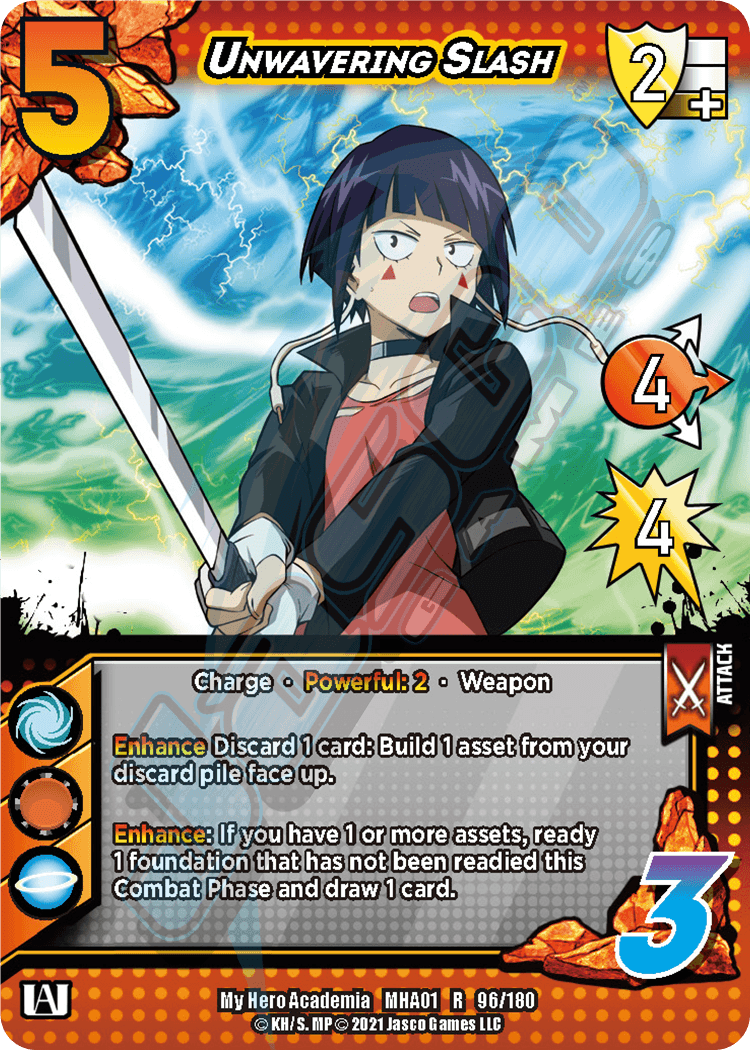 5
UNWAVERING SLASH
2
+
4
4
ATTACK
Charge • Powerful: 2 • Weapon
Enhance Discard 1 card: Build 1 asset from your
discard pile face up.
Enhance: If you have 1 or more assets, ready
1 foundation that has not been readied this
Combat Phase and draw 1 card.
3
UA
My Hero Academia MHA01 R 96/180
© KH/S. MP © 2021 Jasco Games LLC